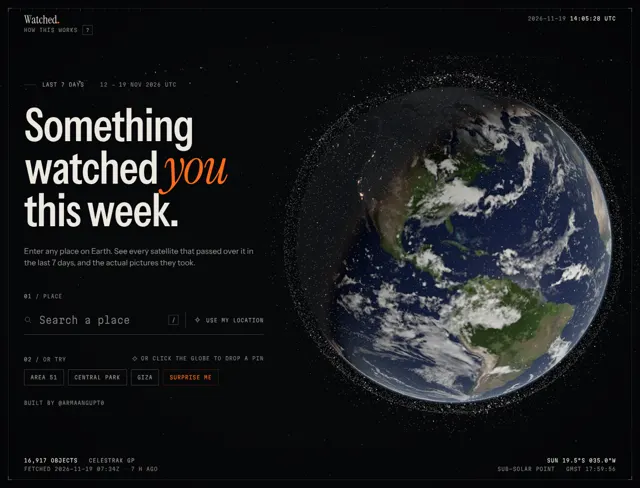 Watched.
HOW THIS WORKS ?
2026-11-19 14:05:28 UTC
LAST 7 DAYS 12 – 19 NOV 2026 UTC
Something
watched you
this week.
Enter any place on Earth. See every satellite that passed over it in
the last 7 days, and the actual pictures they took.
01 / PLACE
Search a place / USE MY LOCATION
02 / OR TRY OR CLICK THE GLOBE TO DROP A PIN
AREA 51 CENTRAL PARK GIZA SURPRISE ME
BUILT BY @ARMAANGUPT0
16,917 OBJECTS CELESTRAK GP
FETCHED 2026-11-19 07:24Z 7 H AGO
SUN 19.5°S 035.0°W
SUB-SOLAR POINT GMST 17:59:56